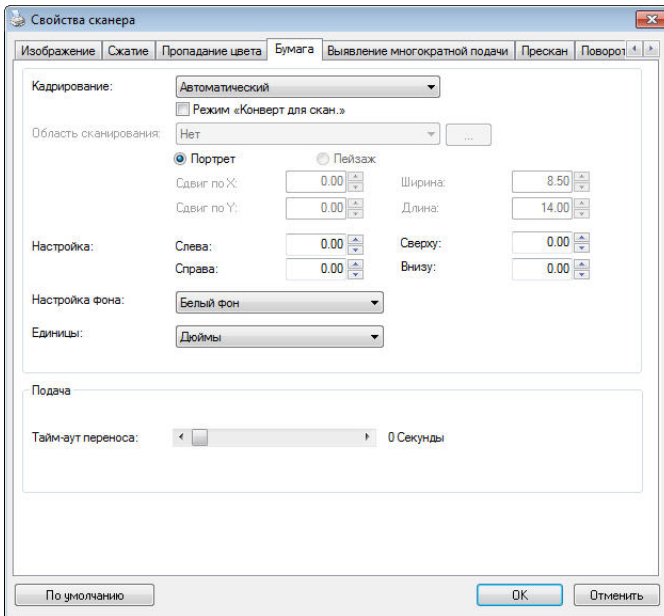 Свойства сканера
Изображение Сжатие Пропадание цвета Бумага Выявление многократной подачи Прескан Поворот
Кадрирование: Автоматический
Режим «Конверт для скан.»
Область сканирования: Нет ...
Портрет Пейзаж
Сдвиг по X: 0.00 Ширина: 8.50
Сдвиг по Y: 0.00 Длина: 14.00
Настройка: Слева: 0.00 Сверху: 0.00
Справа: 0.00 Внизу: 0.00
Настройка фона: Белый фон
Единицы: Дюймы
Подача
Тайм-аут переноса: 0 Секунды
По умолчанию OK Отменить